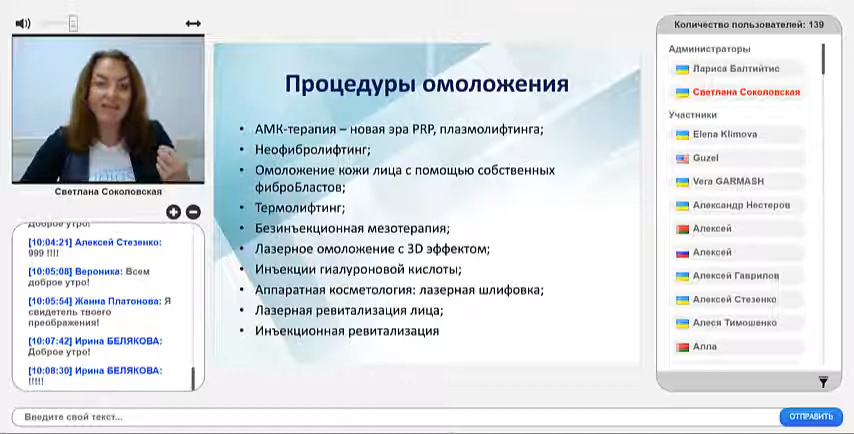 Светлана Соколовская
Доброе утро!
[10:04:21] Алексей Стезенко:
999 !!!!
[10:05:08] Вероника: Всем
доброе утро!
[10:05:54] Жанна Платонова: Я
свидетель твоего
преображения!
[10:07:42] Ирина БЕЛЯКОВА:
Доброе утро!
[10:08:30] Ирина БЕЛЯКОВА:
!!!!!
Процедуры омоложения
• АМК-терапия – новая эра PRP, плазмолифтинга;
• Неофибролифтинг;
• Омоложение кожи лица с помощью собственных
фиброБластов;
• Термолифтинг;
• Безинъекционная мезотерапия;
• Лазерное омоложение с 3D эффектом;
• Инъекции гиалуроновой кислоты;
• Аппаратная косметология: лазерная шлифовка;
• Лазерная ревитализация лица;
• Инъекционная ревитализация
Количество пользователей: 139
Администраторы
Лариса Балтийтис
Светлана Соколовская
Участники
Elena Klimova
Guzel
Vera GARMASH
Александр Нестеров
Алексей
Алексей
Алексей Гаврилов
Алексей Стезенко
Алеся Тимошенко
Алла
Введите свой текст...
ОТПРАВИТЬ